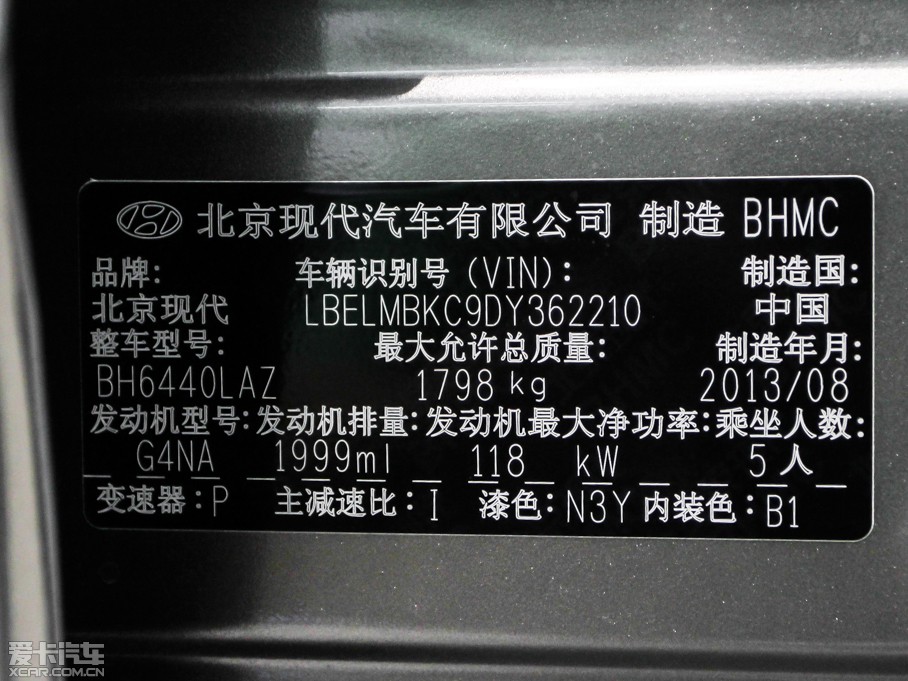 北京现代汽车有限公司 制造 BHMC
品牌: 车辆识别号 (VIN): 制造国:
北京现代 LBELMBKC9DY362210 中国
整车型号: 最大允许总质量: 制造年月:
BH6440LAZ 1798 kg 2013/08
发动机型号: 发动机排量: 发动机最大净功率: 乘坐人数:
G4NA 1999ml 118 kW 5人
变速器: P 主减速比: I 漆色: N3Y 内装色: B1
爱卡汽车
XCAR.COM.CN